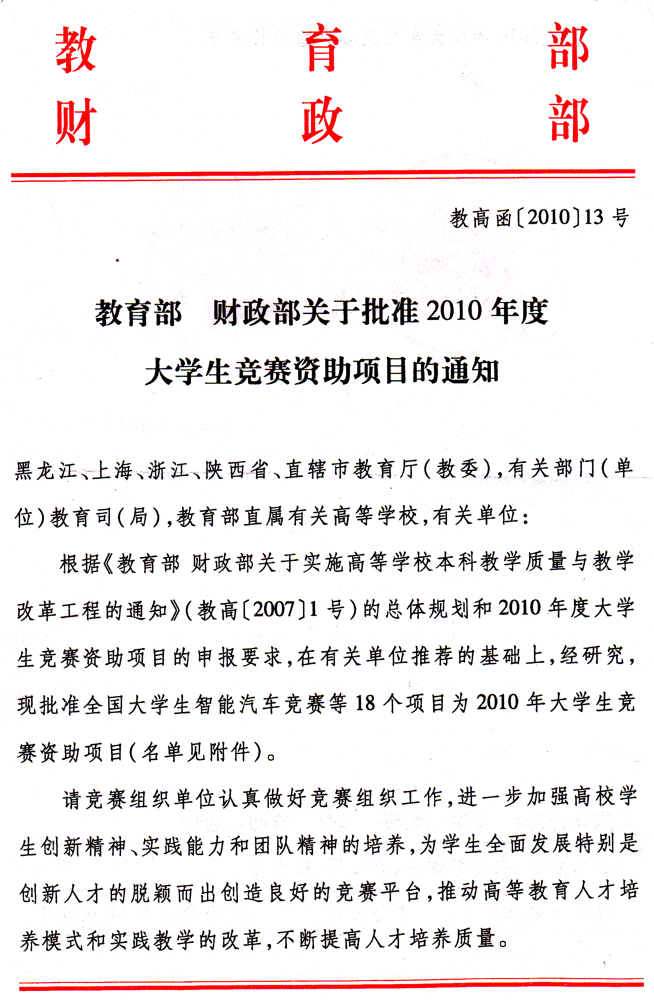 教育部
财政部
教高函〔2010〕13 号
教育部　财政部关于批准 2010 年度
大学生竞赛资助项目的通知
黑龙江、上海、浙江、陕西省、直辖市教育厅(教委),有关部门(单
位)教育司(局),教育部直属有关高等学校,有关单位:
根据《教育部 财政部关于实施高等学校本科教学质量与教学
改革工程的通知》(教高〔2007〕1 号)的总体规划和 2010 年度大学
生竞赛资助项目的申报要求,在有关单位推荐的基础上,经研究,
现批准全国大学生智能汽车竞赛等 18 个项目为 2010 年大学生竞
赛资助项目(名单见附件)。
请竞赛组织单位认真做好竞赛组织工作,进一步加强高校学
生创新精神、实践能力和团队精神的培养,为学生全面发展特别是
创新人才的脱颖而出创造良好的竞赛平台,推动高等教育人才培
养模式和实践教学的改革,不断提高人才培养质量。